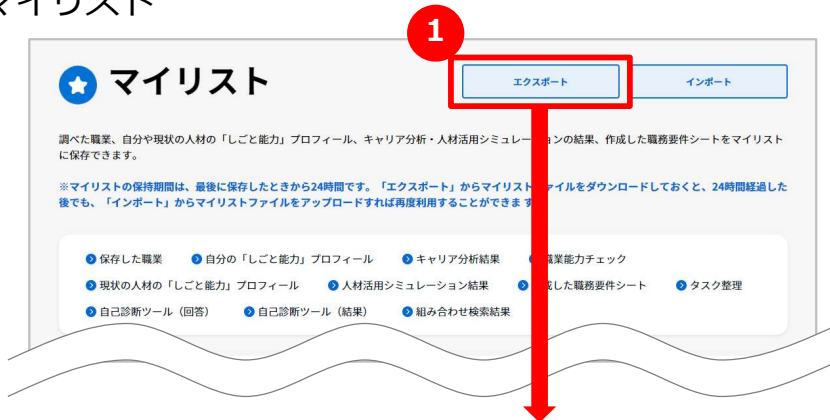 マイリスト
1
マイリスト
エクスポート
インポート
調べた職業、自分や現状の人材の「しごと能力」プロフィール、キャリア分析・人材活用シミュレーションの結果、作成した職務要件シートをマイリスト
に保存できます。
※マイリストの保持期間は、最後に保存したときから24時間です。「エクスポート」からマイリスト ァイルをダウンロードしておくと、24時間経過した
後でも、「インポート」からマイリストファイルをアップロードすれば再度利用することができます
保存した職業 自分の「しごと能力」プロフィール キャリア分析結果 職業能力チェック
現状の人材の「しごと能力」プロフィール 人材活用シミュレーション結果 した職務要件シート タスク整理
自己診断ツール（回答） 自己診断ツール（結果） 組み合わせ検索結果